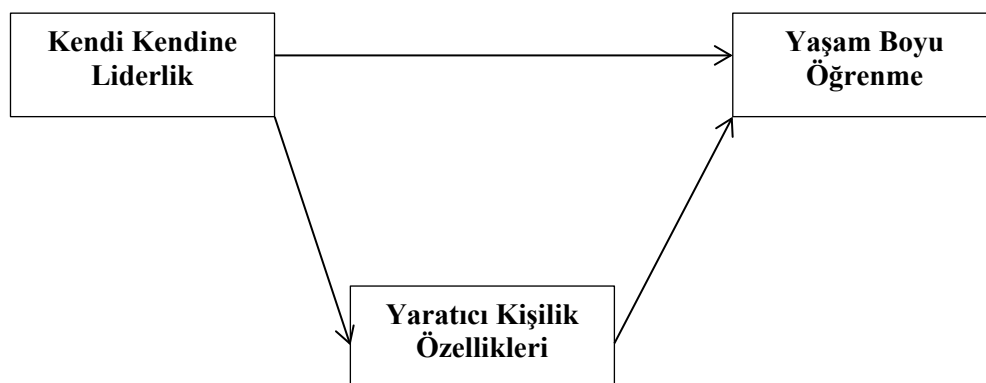 Kendi Kendine
Liderlik
Yaşam Boyu
Öğrenme
Yaratıcı Kişilik
Özellikleri